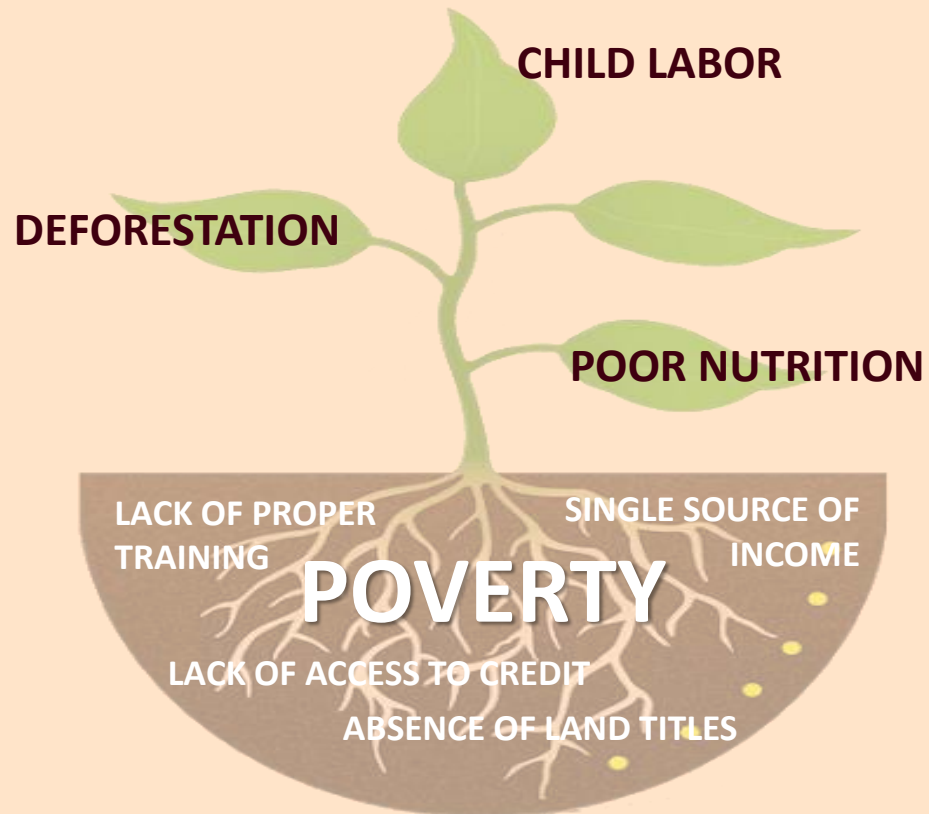 CHILD LABOR
DEFORESTATION
POOR NUTRITION
LACK OF PROPER
TRAINING
SINGLE SOURCE OF
INCOME
POVERTY
LACK OF ACCESS TO CREDIT
ABSENCE OF LAND TITLES